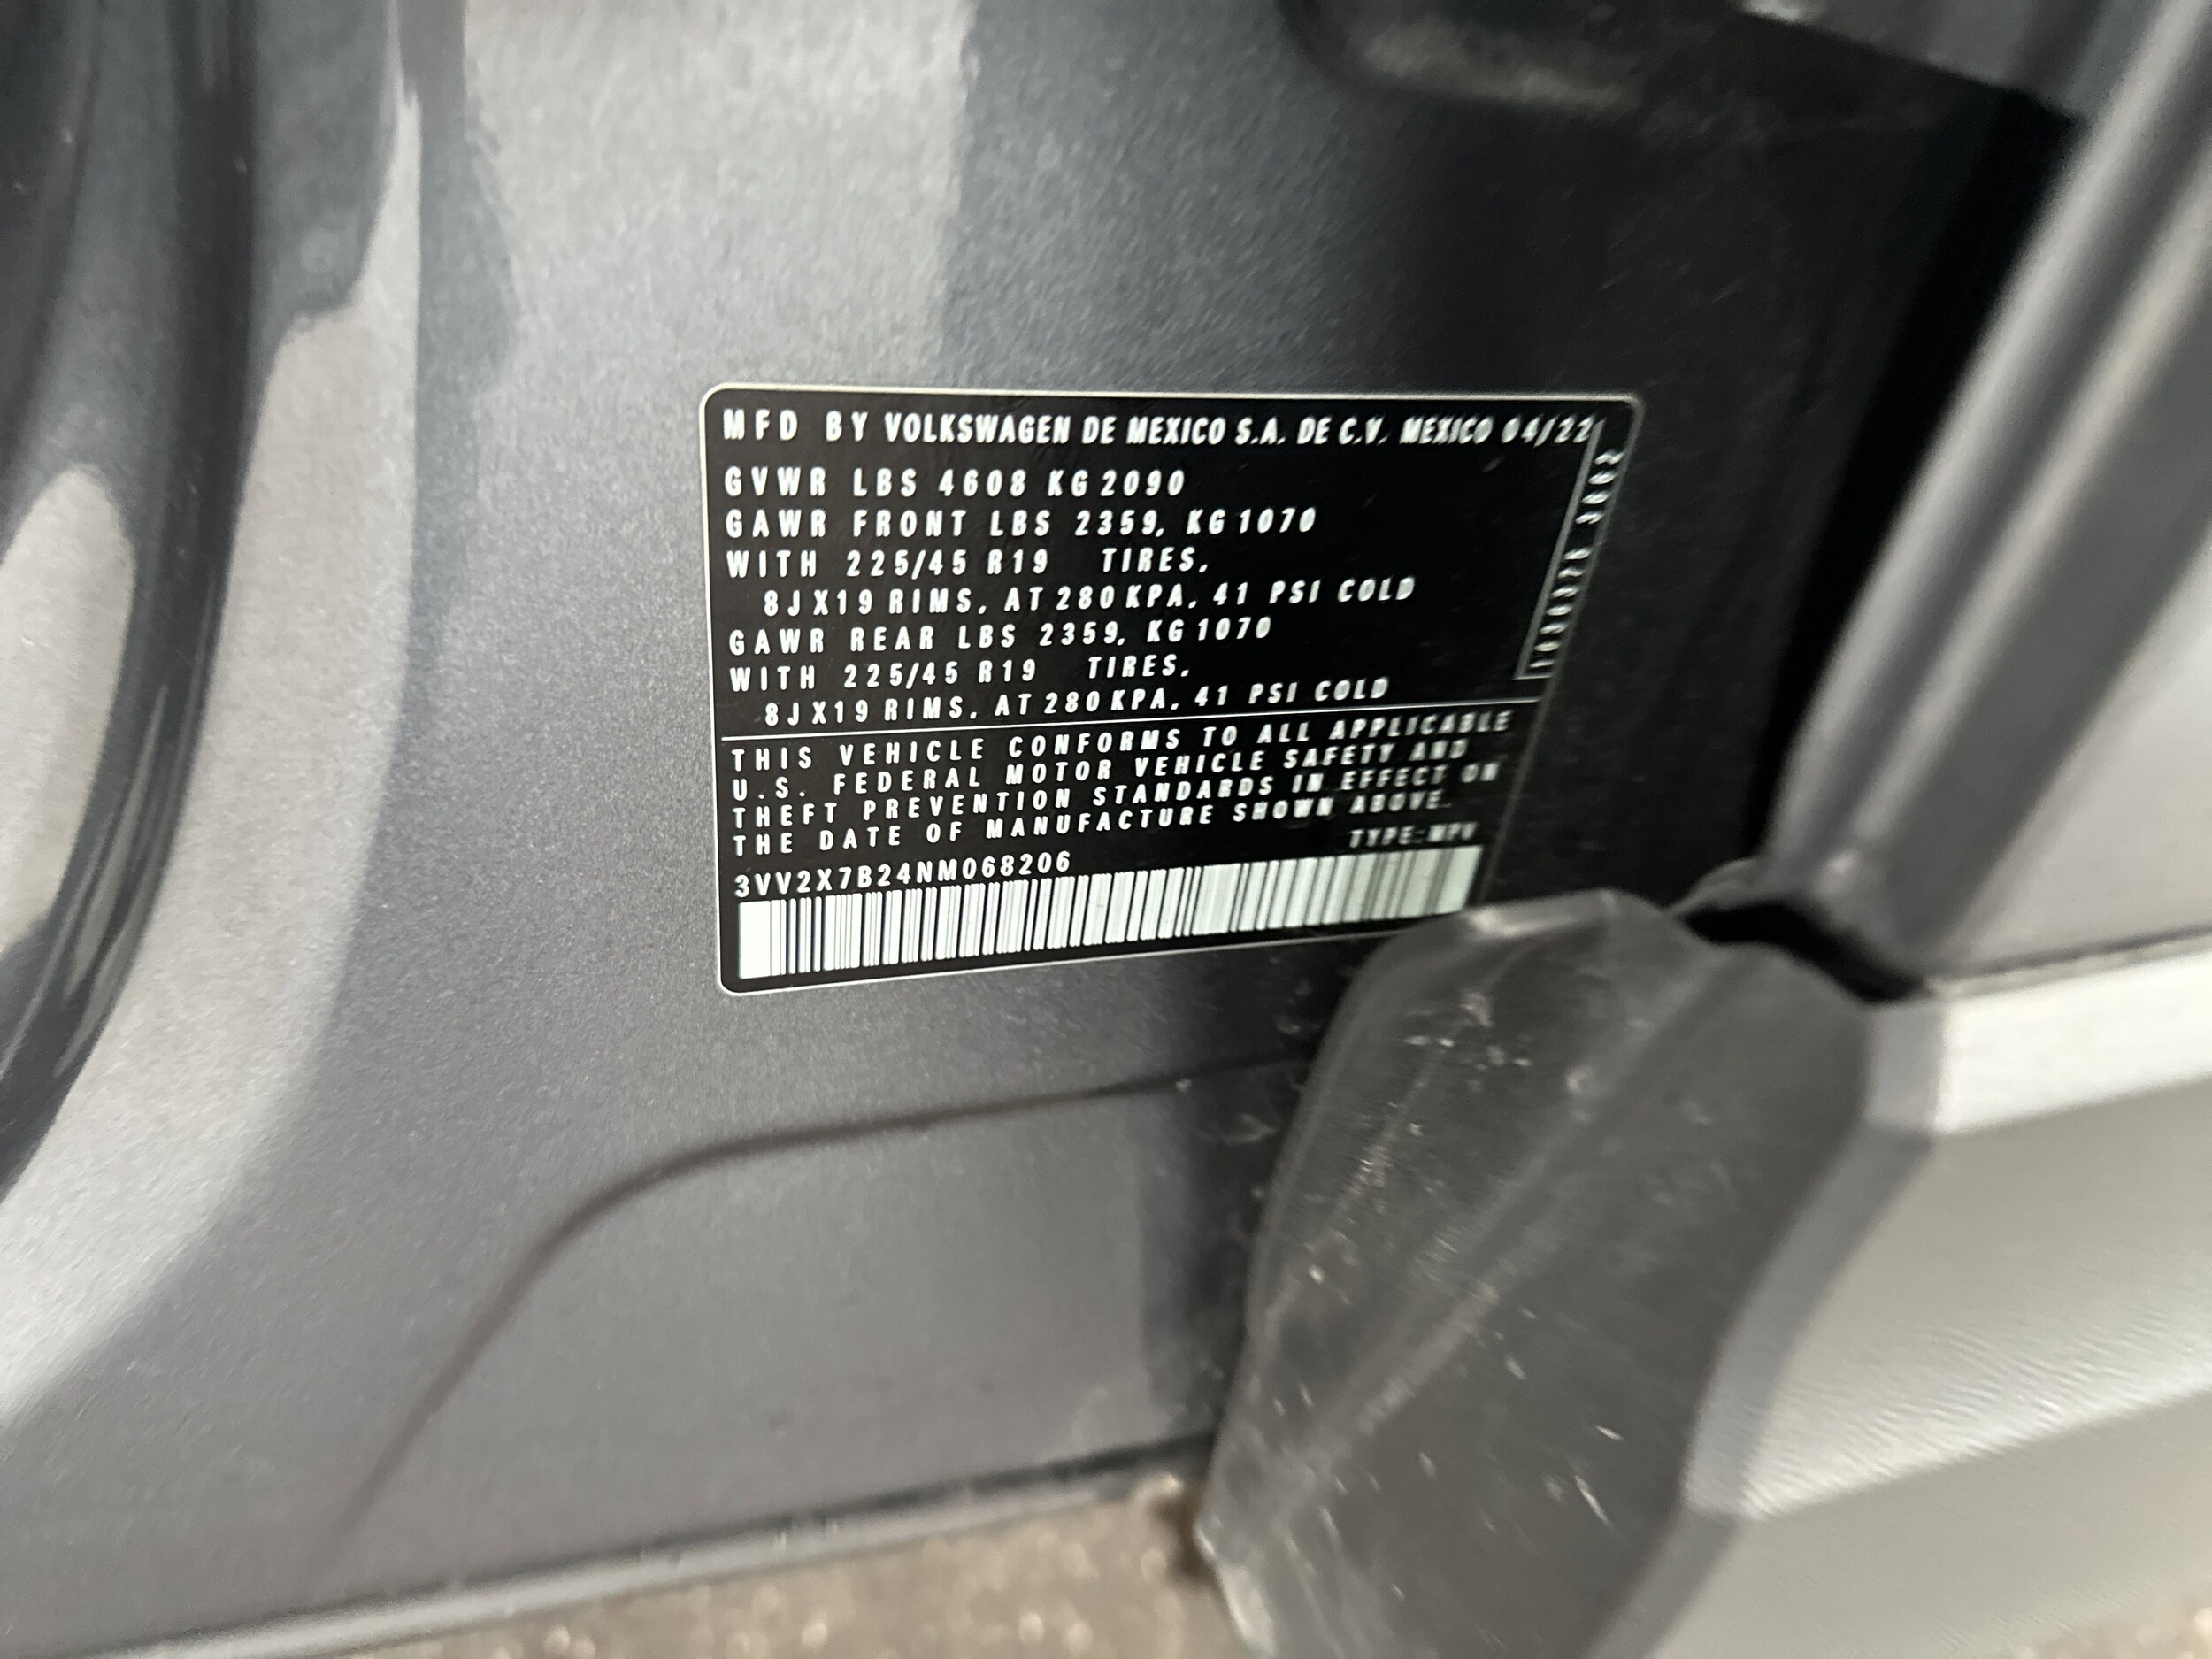 MFD BY VOLKSWAGEN DE MEXICO S.A. DE C.V. MEXICO 04/22
GVWR LBS 4608 KG 2090
GAWR FRONT LBS 2359, KG 1070
WITH 225/45 R19 TIRES,
8J X19 RIMS, AT 280 KPA, 41 PSI COLD
GAWR REAR LBS 2359, KG 1070
WITH 225/45 R19 TIRES,
8J X19 RIMS, AT 280 KPA, 41 PSI COLD
THIS VEHICLE CONFORMS TO ALL APPLICABLE
U.S. FEDERAL MOTOR VEHICLE SAFETY AND
THEFT PREVENTION STANDARDS IN EFFECT ON
THE DATE OF MANUFACTURE SHOWN ABOVE.
TYPE: MPV
3VV2X7B24NM068206